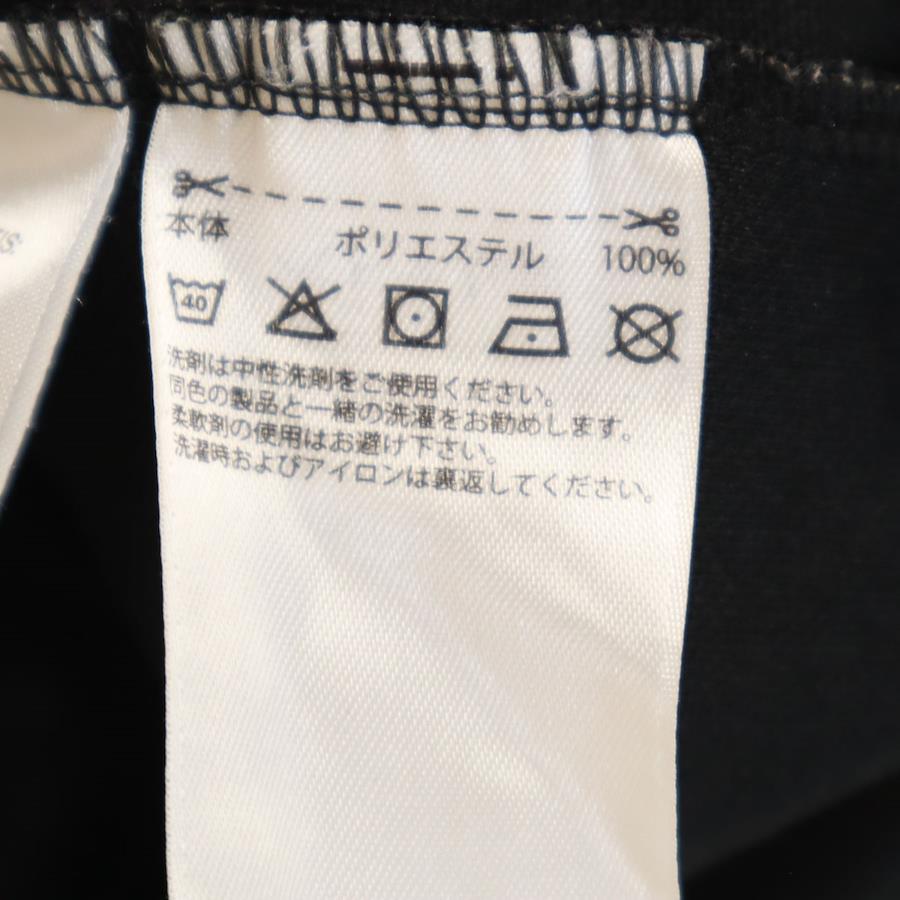 本体 ポリエステル 100%
40
洗剤は中性洗剤をご使用ください。
同色の製品と一緒の洗濯をお勧めします。
柔軟剤の使用はお避け下さい。
洗濯時およびアイロンは裏返してください。